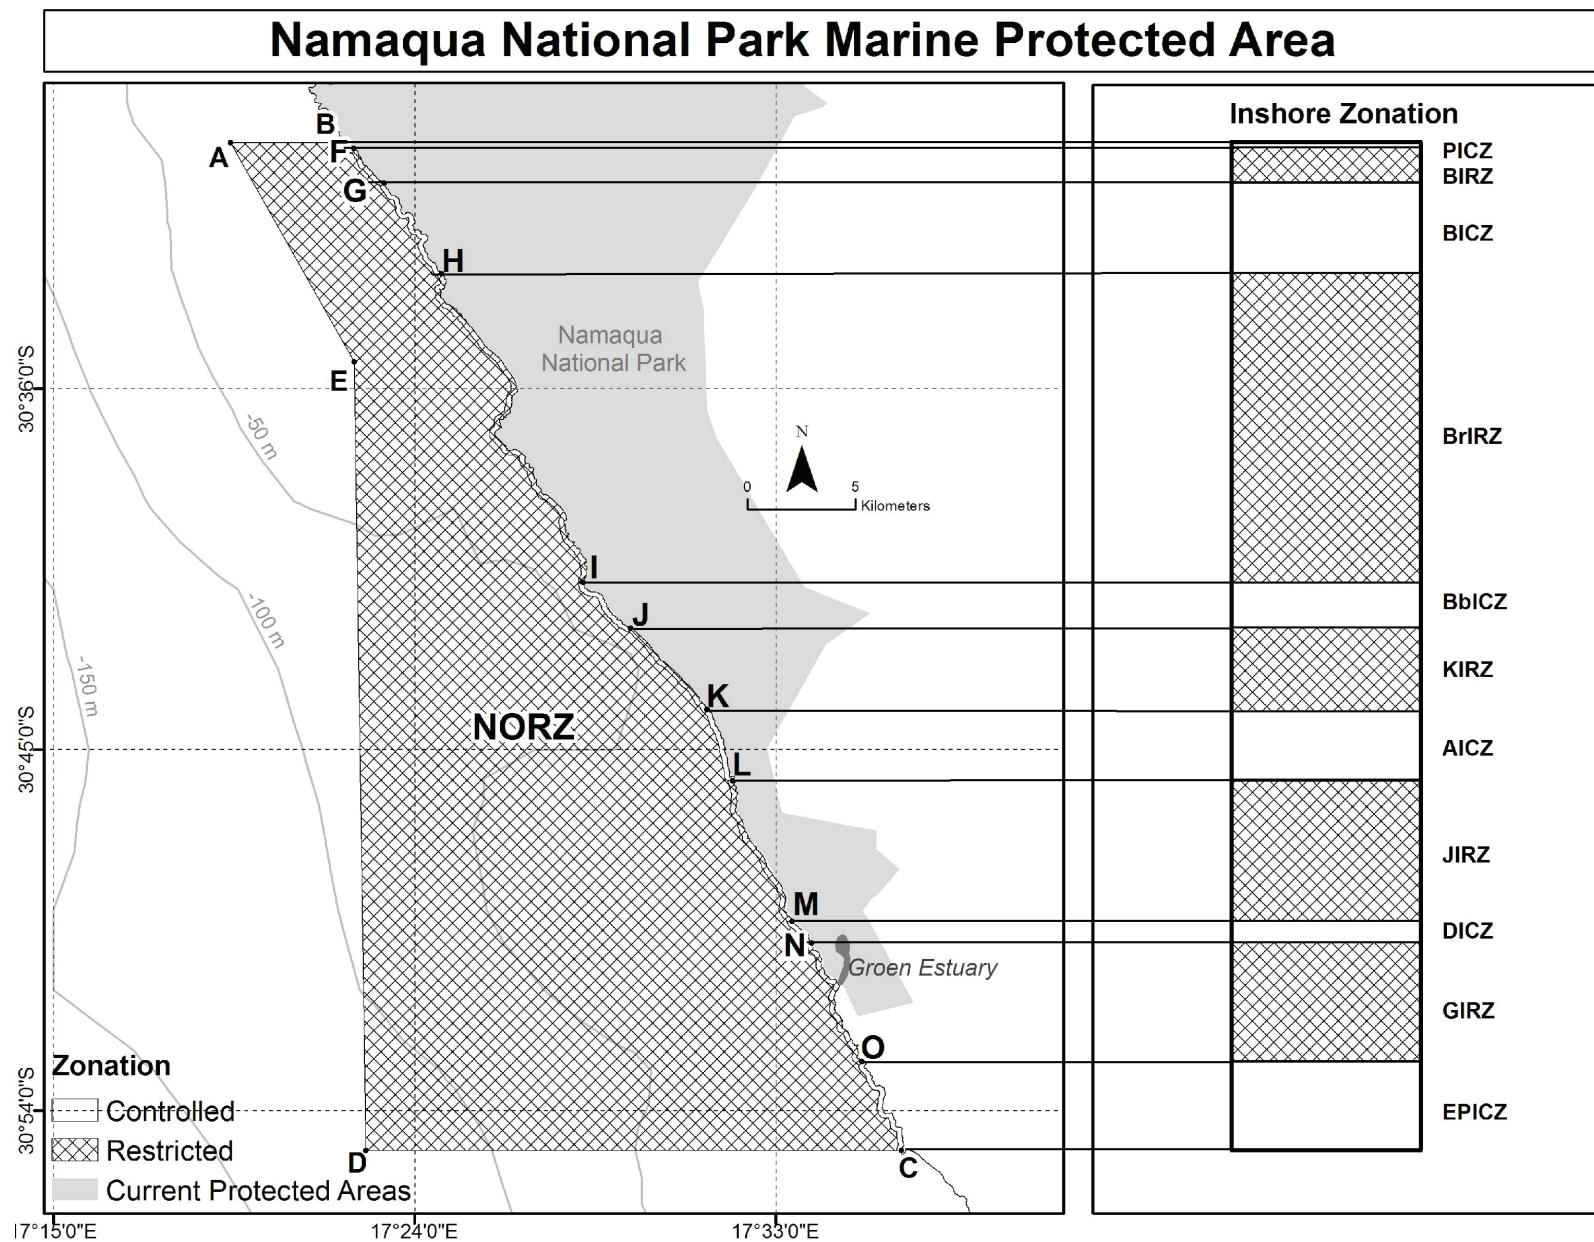 Namaqua National Park Marine Protected Area
Inshore Zonation
B
A
F
G
H
Namaqua
National Park
E
-50 m
N
0 5
Kilometers
I
J
-100 m
-150 m
K
NORZ
L
M
N
Groen Estuary
O
D
C
Zonation
Controlled
Restricted
Current Protected Areas
30°36'0"S
30°45'0"S
30°54'0"S
17°15'0"E
17°24'0"E
17°33'0"E
PICZ
BIRZ
BICZ
BrIRZ
BbICZ
KIRZ
AICZ
JIRZ
DICZ
GIRZ
EPICZ